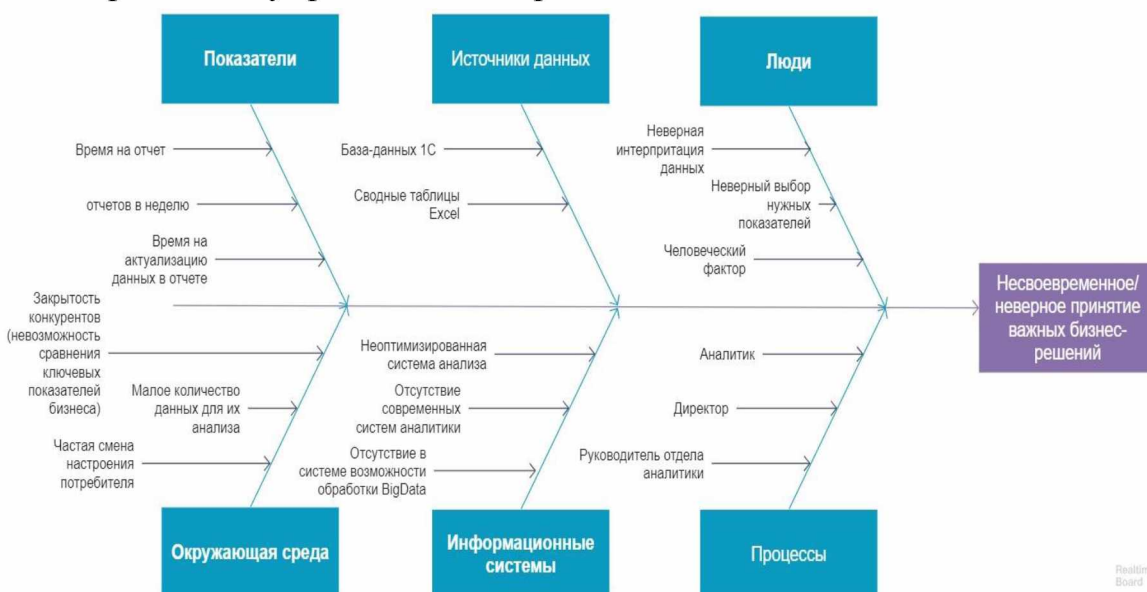 Показатели
Источники данных
Люди
Время на отчет
отчетов в неделю
Время на
актуализацию
данных в отчете
База-данных 1С
Сводные таблицы
Excel
Неверная
интерпритация
данных
Неверный выбор
нужных
показателей
Человеческий
фактор
Несвоевременное/
неверное принятие
важных бизнес-
решений
Закрытость
конкурентов
(невозможность
сравнения
ключевых
показателей
бизнеса)
Малое количество
данных для их
анализа
Частая смена
настроения
потребителя
Неоптимизированная
система анализа
Отсутствие
современных
систем аналитики
Отсутствие в
системе возможности
обработки BigData
Аналитик
Директор
Руководитель отдела
аналитики
Окружающая среда
Информационные
системы
Процессы
Realtim
Board